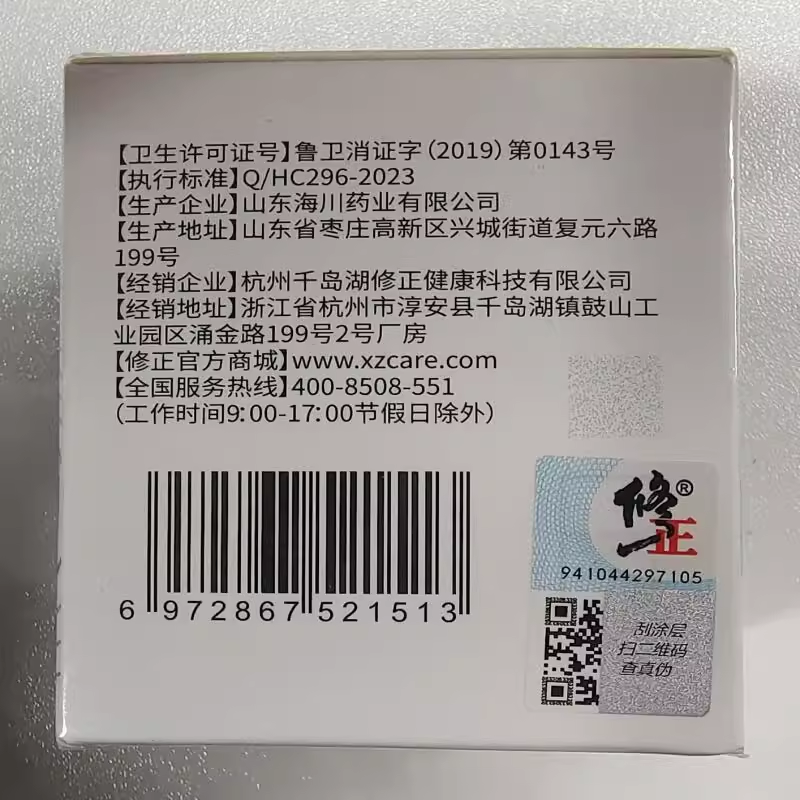 【卫生许可证号】鲁卫消证字(2019)第0143号
【执行标准】Q/HC296-2023
【生产企业】山东海川药业有限公司
【生产地址】山东省枣庄高新区兴城街道复元六路
199号
【经销企业】杭州千岛湖修正健康科技有限公司
【经销地址】浙江省杭州市淳安县千岛湖镇鼓山工
业园区涌金路199号2号厂房
【修正官方商城】www.xzcare.com
【全国服务热线】400-8508-551
(工作时间9:00-17:00节假日除外)
6 972867 521513
修正®
941044297105
刮涂层
扫二维码
查真伪